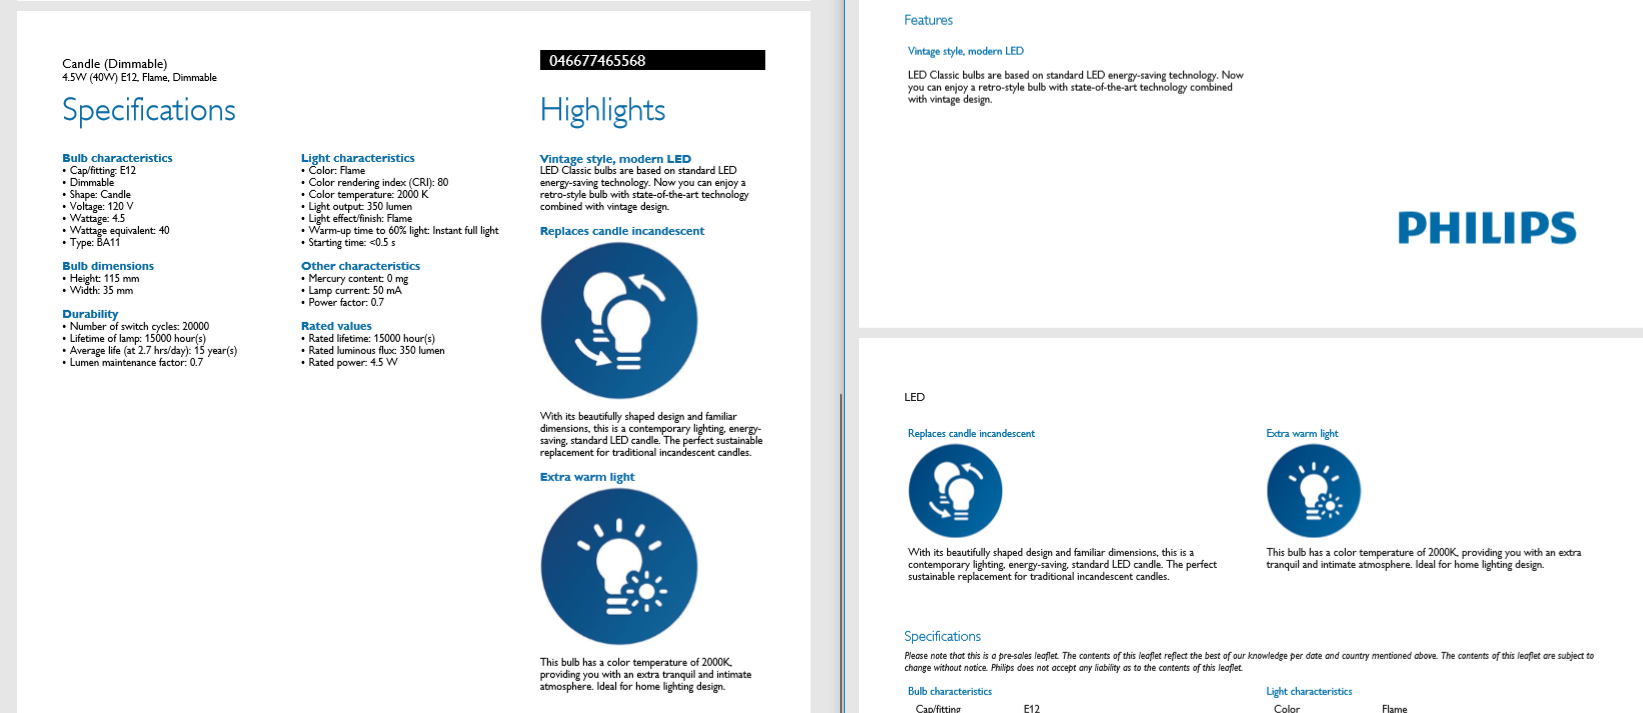 Candle (Dimmable)
4.5W (40W) E12, Flame, Dimmable
046677465568
Specifications
Bulb characteristics
• Cap/fitting: E12
• Dimmable
• Shape: Candle
• Voltage: 120 V
• Wattage: 4.5
• Wattage equivalent: 40
• Type: BA11
Bulb dimensions
• Height: 115 mm
• Width: 35 mm
Durability
• Number of switch cycles: 20000
• Lifetime of lamp: 15000 hour(s)
• Average life (at 2.7 hrs/day): 15 year(s)
• Lumen maintenance factor: 0.7
Light characteristics
• Color: Flame
• Color rendering index (CRI): 80
• Color temperature: 2000 K
• Light output: 350 lumen
• Light effect/finish: Flame
• Warm-up time to 60% light: Instant full light
• Starting time: <0.5 s
Other characteristics
• Mercury content: 0 mg
• Lamp current: 50 mA
• Power factor: 0.7
Rated values
• Rated lifetime: 15000 hour(s)
• Rated luminous flux: 350 lumen
• Rated power: 4.5 W
Highlights
Vintage style, modern LED
LED Classic bulbs are based on standard LED
energy-saving technology. Now you can enjoy a
retro-style bulb with state-of-the-art technology
combined with vintage design.
Replaces candle incandescent
With its beautifully shaped design and familiar
dimensions, this is a contemporary lighting, energy-
saving, standard LED candle. The perfect sustainable
replacement for traditional incandescent candles.
Extra warm light
This bulb has a color temperature of 2000K,
providing you with an extra tranquil and intimate
atmosphere. Ideal for home lighting design.
Features
Vintage style, modern LED
LED Classic bulbs are based on standard LED energy-saving technology. Now
you can enjoy a retro-style bulb with state-of-the-art technology combined
with vintage design.
PHILIPS
LED
Replaces candle incandescent
With its beautifully shaped design and familiar dimensions, this is a
contemporary lighting, energy-saving, standard LED candle. The perfect
sustainable replacement for traditional incandescent candles.
Extra warm light
This bulb has a color temperature of 2000K, providing you with an extra
tranquil and intimate atmosphere. Ideal for home lighting design.
Specifications
Please note that this is a pre-sales leaflet. The contents of this leaflet reflect the best of our knowledge per date and country mentioned above. The contents of this leaflet are subject to
change without notice. Philips does not accept any liability as to the contents of this leaflet.
Bulb characteristics
Cap/fitting E12
Light characteristics
Color Flame